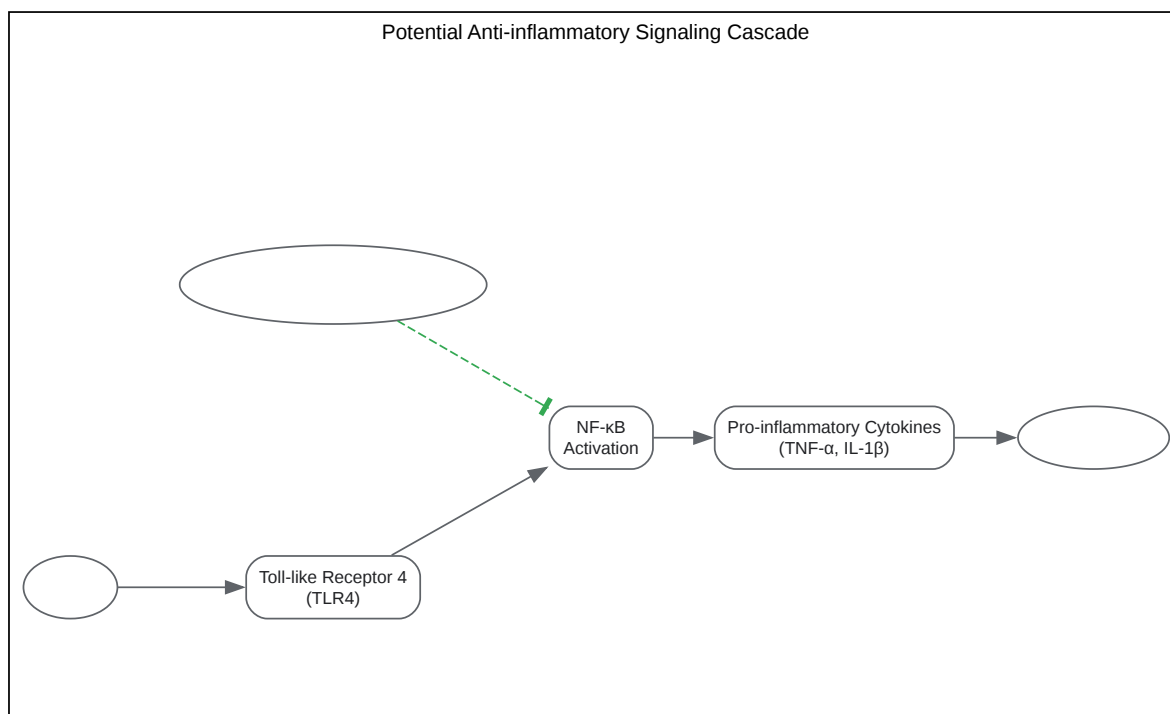 Potential Anti-inflammatory Signaling Cascade
NF-κB
Activation
Pro-inflammatory Cytokines
(TNF-α, IL-1β)
Toll-like Receptor 4
(TLR4)